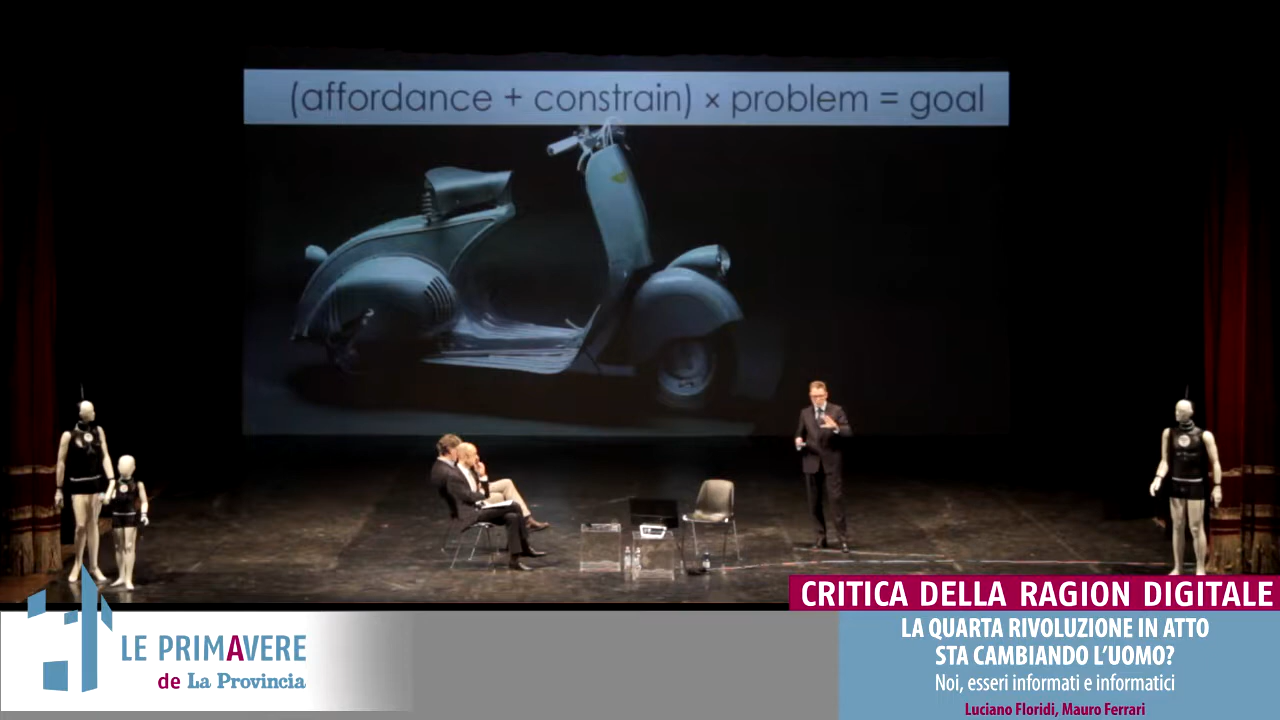 (affordance + constrain) × problem = goal
CRITICA DELLA RAGION DIGITALE
LA QUARTA RIVOLUZIONE IN ATTO
STA CAMBIANDO L'UOMO?
Noi, esseri informati e informatici
Luciano Floridi, Mauro Ferrari
LE PRIMAVERE
de La Provincia